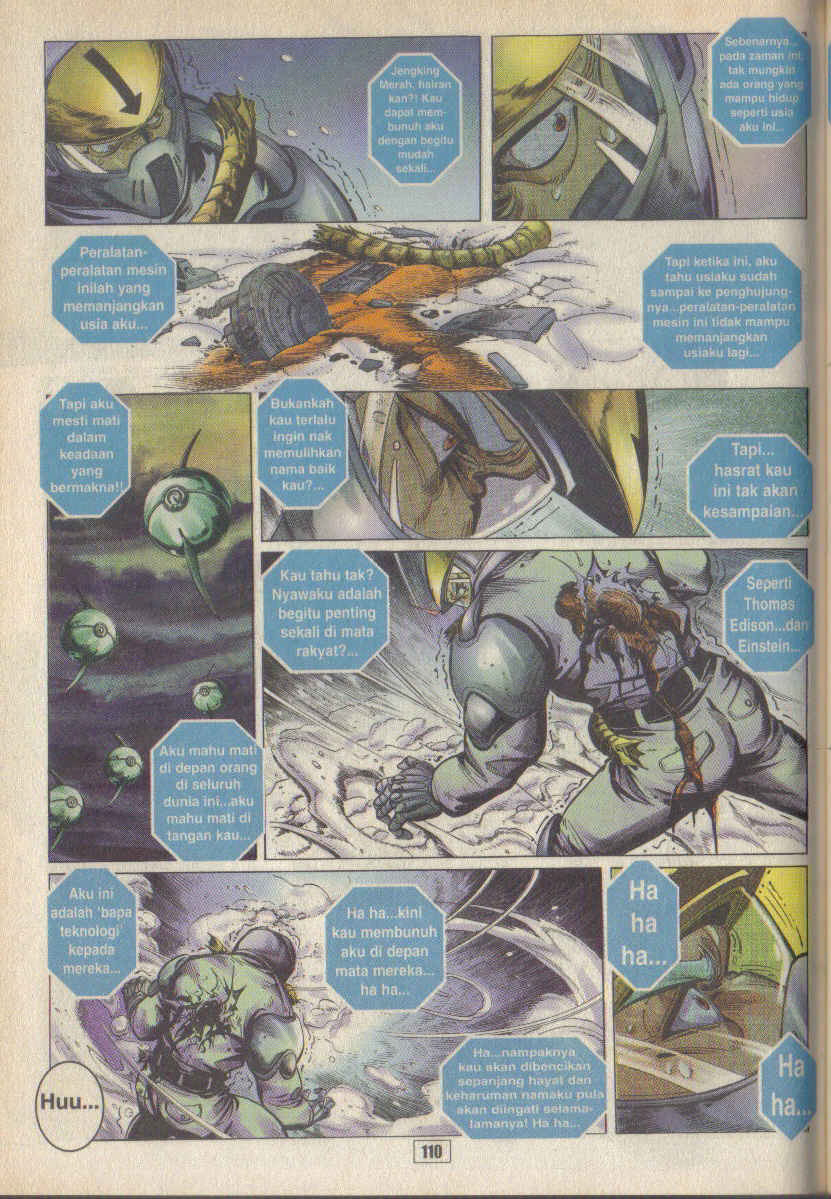 Jengking
Merah, hairan
kan?! Kau
dapat mem-
bunuh aku
dengan begitu
mudah
sekali...
Sebenarnya...
pada zaman ini,
tak mungkin
ada orang yang
mampu hidup
seperti usia
aku ini...
Peralatan-
peralatan mesin
inilah yang
memanjangkan
usia aku...
Tapi ketika ini, aku
tahu usiaku sudah
sampai ke penghujung-
nya...peralatan-peralatan
mesin ini tidak mampu
memanjangkan
usiaku lagi...
Tapi aku
mesti mati
dalam
keadaan
yang
bermakna!!
Aku mahu mati
di depan orang
di seluruh
dunia ini...aku
mahu mati di
tangan kau...
Bukankah
kau terlalu
ingin nak
memulihkan
nama baik
kau?...
Tapi...
hasrat kau
ini tak akan
kesampaian...
Kau tahu tak?
Nyawaku adalah
begitu penting
sekali di mata
rakyat?...
Seperti
Thomas
Edison...dan
Einstein...
Aku ini
adalah 'bapa
teknologi'
kepada
mereka...
Ha ha...kini
kau membunuh
aku di depan
mata mereka...
ha ha...
Huu...
Ha...nampaknya
kau akan dibencikan
sepanjang hayat dan
keharuman namaku pula
akan diingati selama-
lamanya! Ha ha...
Ha
ha
ha...
Ha
ha...
110